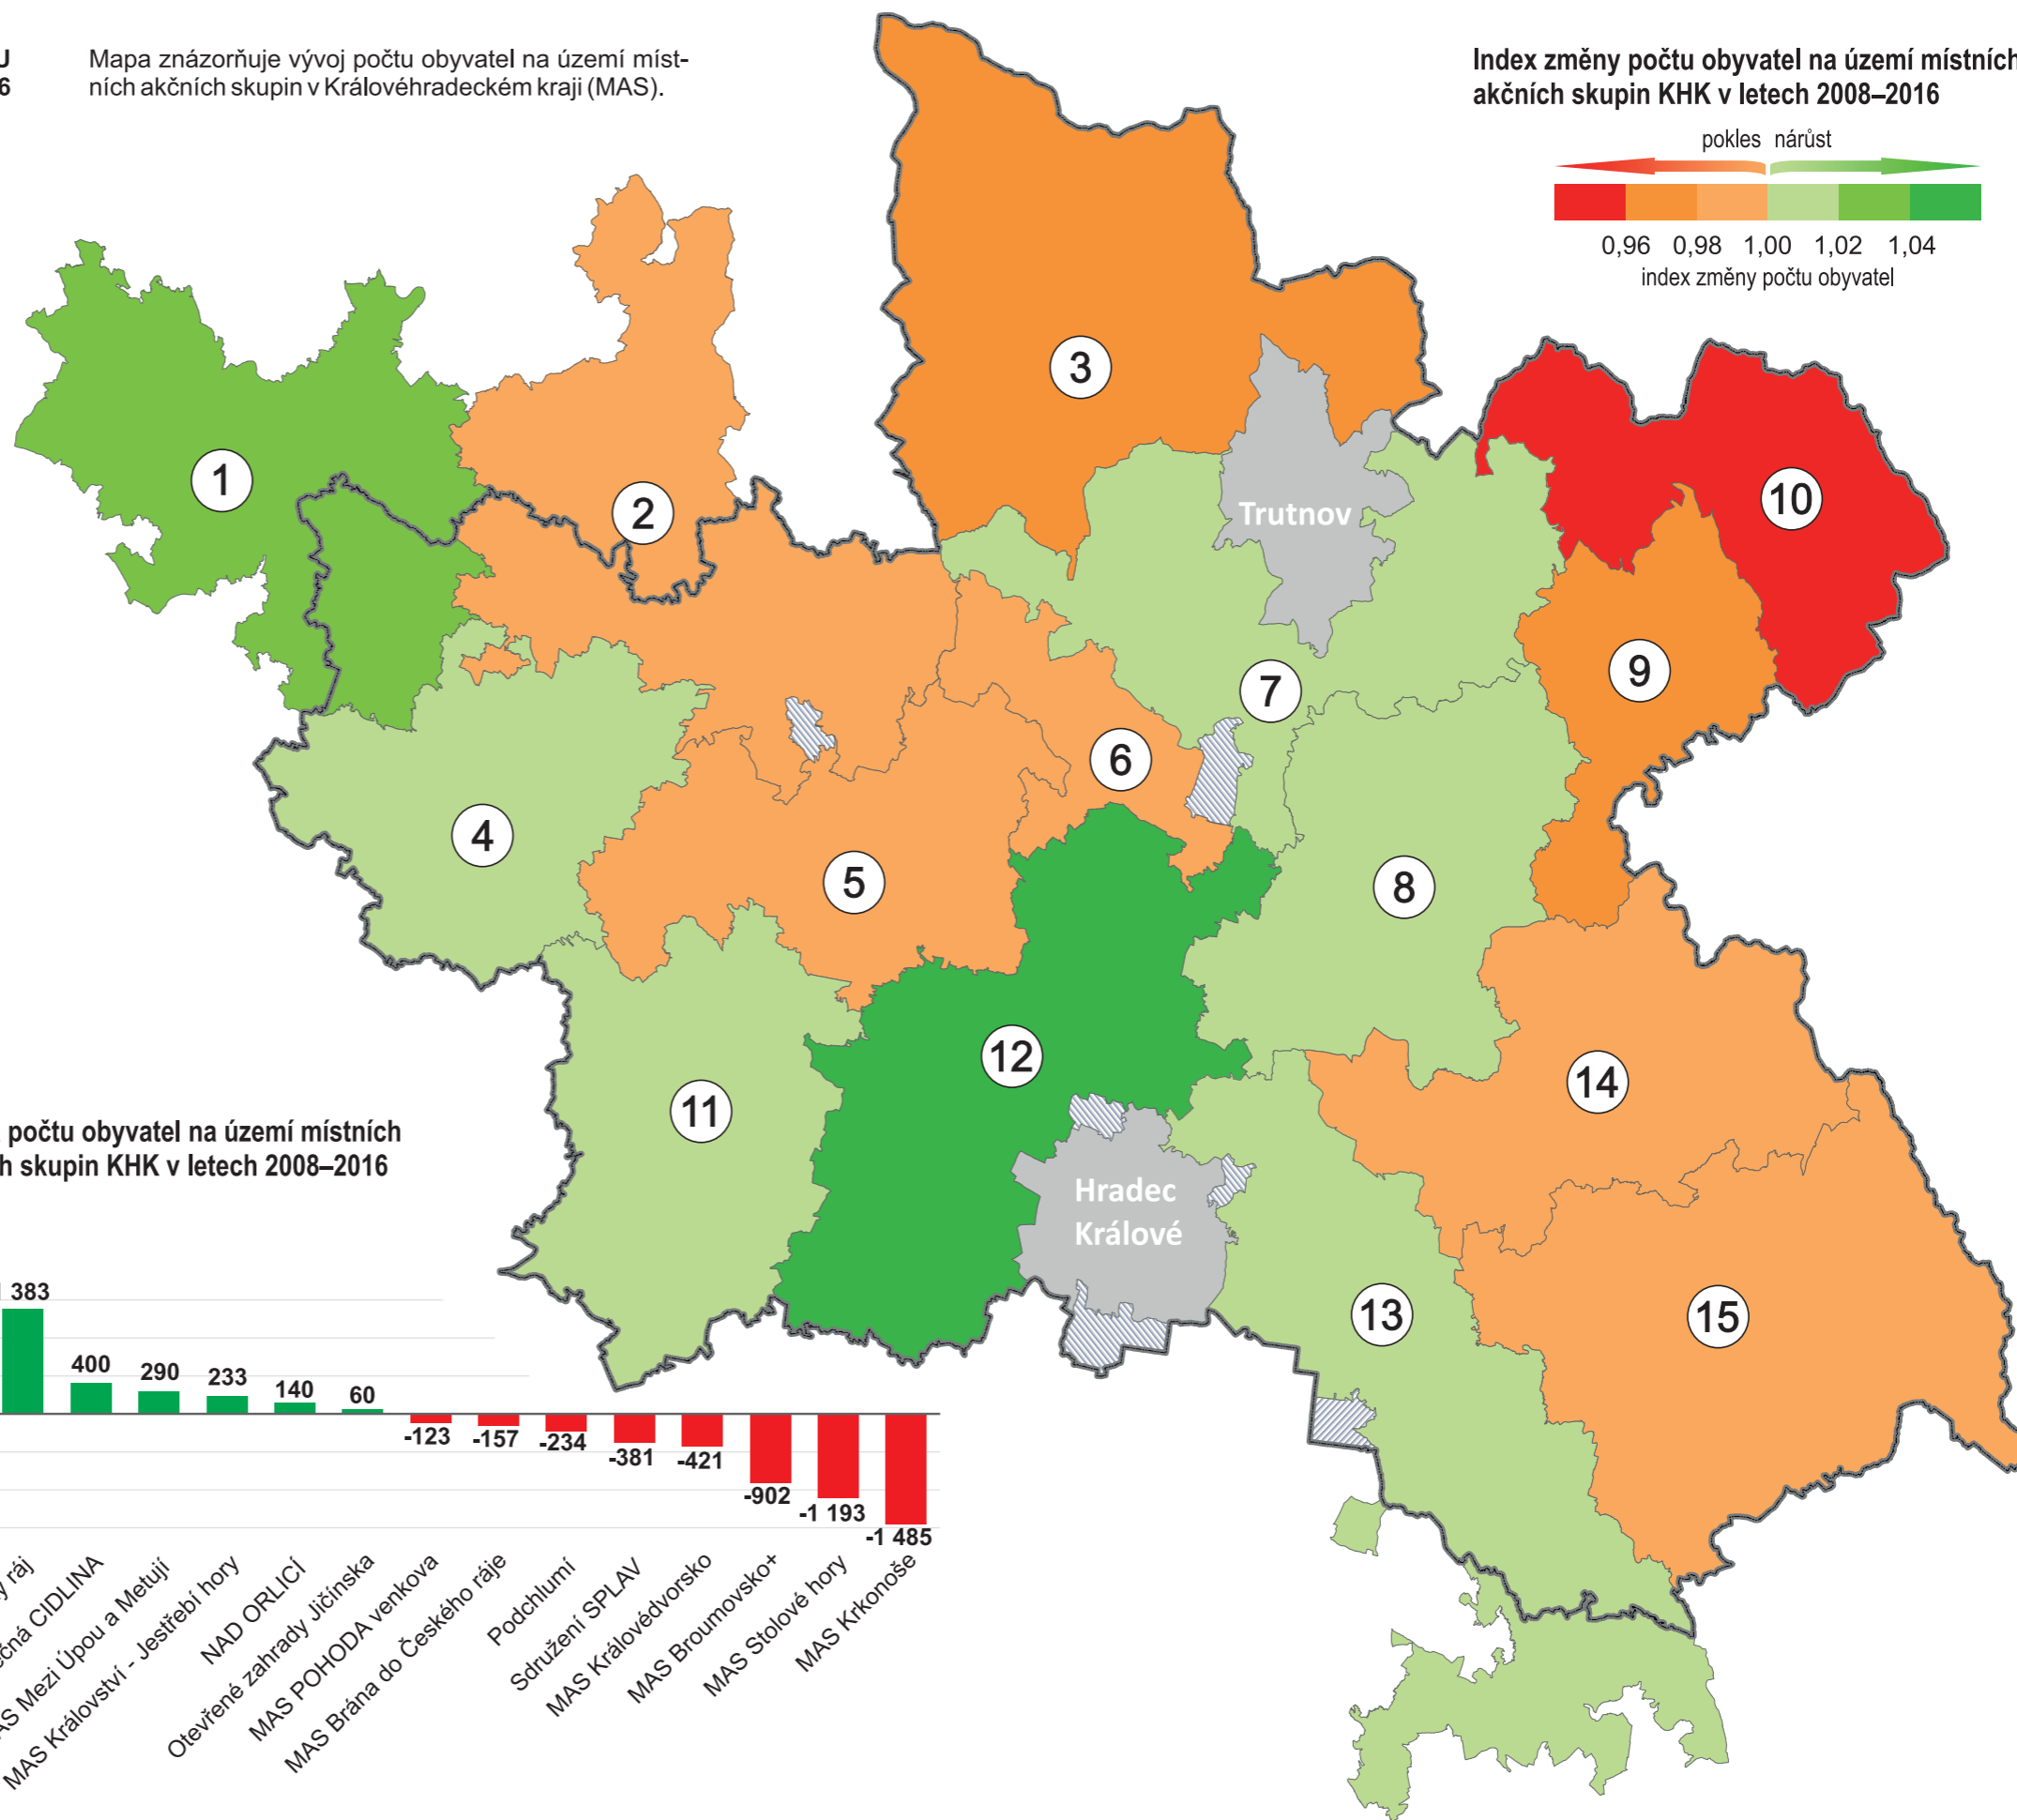 U
6
Mapa znázorňuje vývoj počtu obyvatel na území míst-
ních akčních skupin v Královéhradeckém kraji (MAS).
Index změny počtu obyvatel na území místních
akčních skupin KHK v letech 2008–2016
pokles nárůst
0,96 0,98 1,00 1,02 1,04
index změny počtu obyvatel
1
2
3
10
Trutnov
9
7
6
4
5
8
12
14
11
Hradec
Králové
13
15
počtu obyvatel na území místních
h skupin KHK v letech 2008–2016
383
400
290
233
140
60
-123
-157
-234
-381
-421
-902
-1 193
-1 485
ráj
ečná CIDLINA
AS Mezi Úpou a Metují
MAS Království - Jestřebí hory
NAD ORLICÍ
Otevřené zahrady Jičínska
MAS POHODA venkova
MAS Brána do Českého ráje
Podchlumí
Sdružení SPLAV
MAS Královédvorsko
MAS Broumovsko+
MAS Stolové hory
MAS Krkonoše